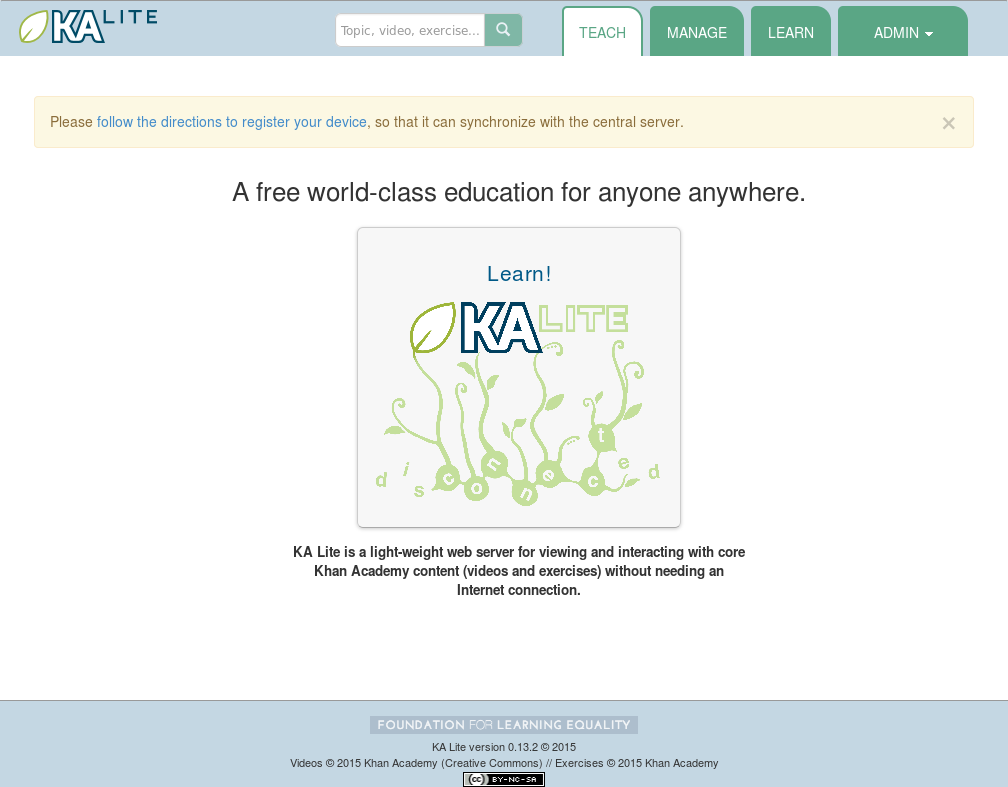 KA LITE
Topic, video, exercise...
TEACH
MANAGE
LEARN
ADMIN
Please follow the directions to register your device, so that it can synchronize with the central server.
×
A free world-class education for anyone anywhere.
Learn!
KA LITE
disconnected
KA Lite is a light-weight web server for viewing and interacting with core
Khan Academy content (videos and exercises) without needing an
Internet connection.
FOUNDATION FOR LEARNING EQUALITY
KA Lite version 0.13.2 © 2015
Videos © 2015 Khan Academy (Creative Commons) // Exercises © 2015 Khan Academy
cc BY-NC-SA